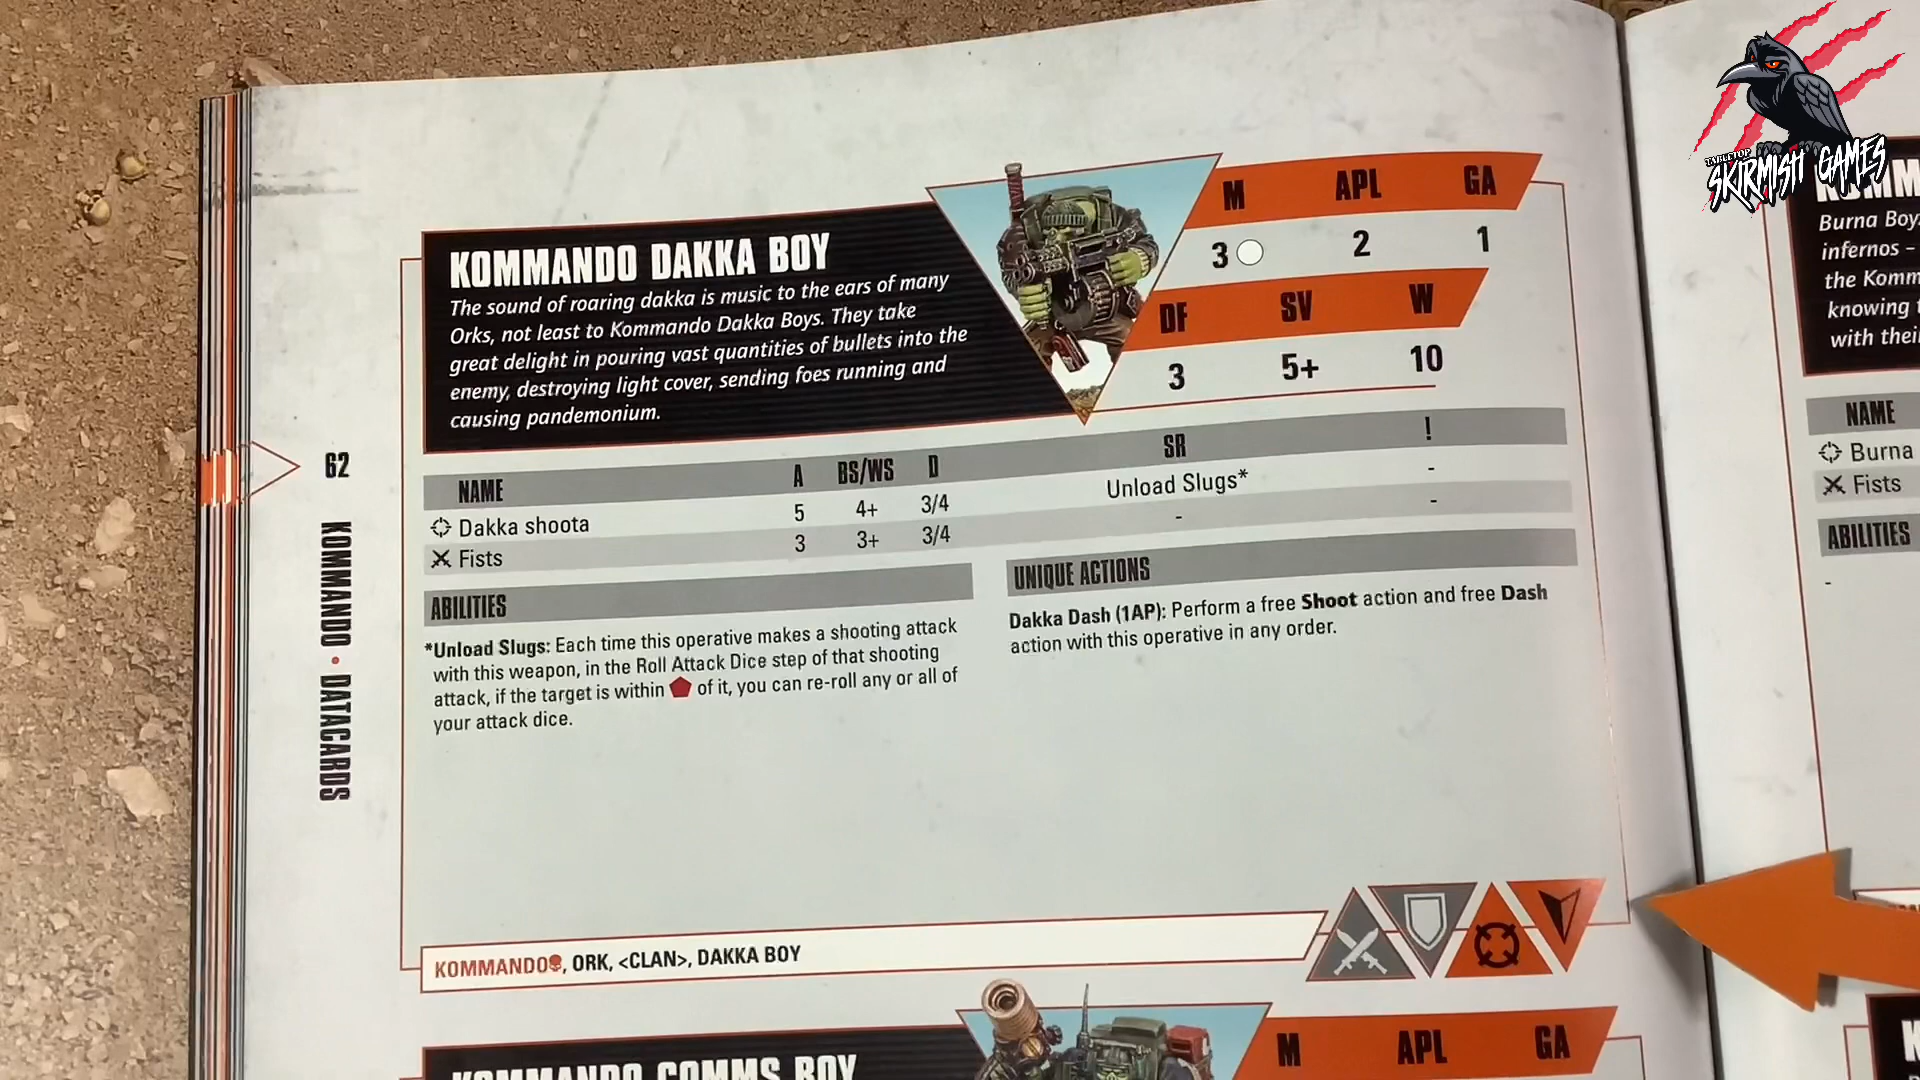 TABLETOP
SKIRMISH GAMES
62
KOMMANDO • DATACARDS
KOMMANDO DAKKA BOY
The sound of roaring dakka is music to the ears of many
Orks, not least to Kommando Dakka Boys. They take
great delight in pouring vast quantities of bullets into the
enemy, destroying light cover, sending foes running and
causing pandemonium.
M APL GA
3 2 1
DF SV W
3 5+ 10
NAME A BS/WS D SR !
Dakka shoota 5 4+ 3/4 Unload Slugs* -
Fists 3 3+ 3/4 - -
ABILITIES
*Unload Slugs: Each time this operative makes a shooting attack
with this weapon, in the Roll Attack Dice step of that shooting
attack, if the target is within of it, you can re-roll any or all of
your attack dice.
UNIQUE ACTIONS
Dakka Dash (1AP): Perform a free Shoot action and free Dash
action with this operative in any order.
KOMMANDO, ORK, <CLAN>, DAKKA BOY
KOMMANDO COMMS BOY
M APL GA
Burna Boy
infernos –
the Komm
knowing
with thei
NAME
Burna
Fists
ABILITIES
-